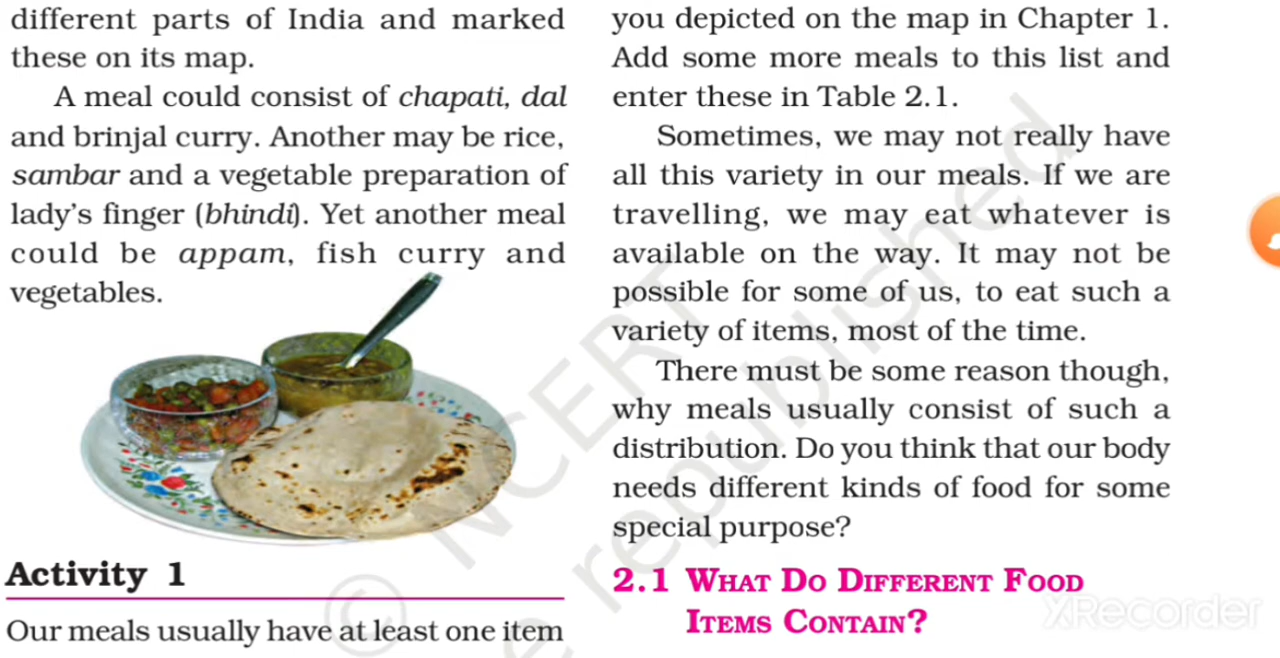 different parts of India and marked
these on its map.
A meal could consist of chapati, dal
and brinjal curry. Another may be rice,
sambar and a vegetable preparation of
lady's finger (bhindi). Yet another meal
could be appam, fish curry and
vegetables.
Activity 1
Our meals usually have at least one item
you depicted on the map in Chapter 1.
Add some more meals to this list and
enter these in Table 2.1.
Sometimes, we may not really have
all this variety in our meals. If we are
travelling, we may eat whatever is
available on the way. It may not be
possible for some of us, to eat such a
variety of items, most of the time.
There must be some reason though,
why meals usually consist of such a
distribution. Do you think that our body
needs different kinds of food for some
special purpose?
2.1 WHAT DO DIFFERENT FOOD
ITEMS CONTAIN?
© NCERT
republished
XRecorder